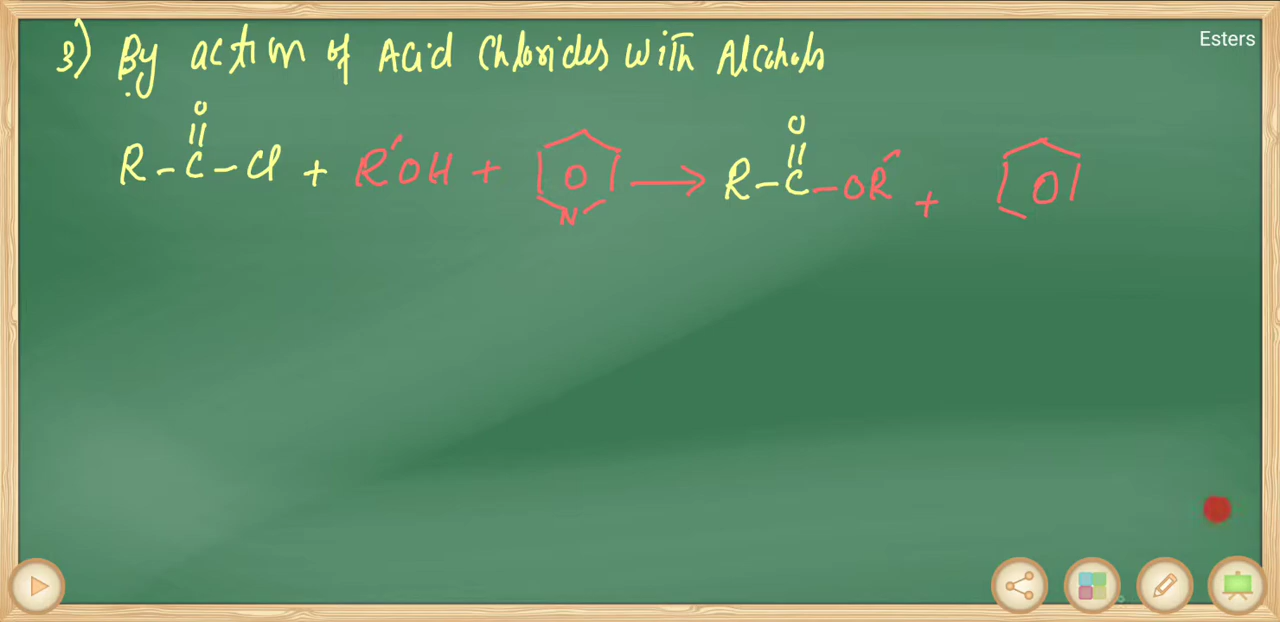 Esters
3) By action of Acid Chlorides with Alcohols
O O
R-C-Cl + R'OH + O N → R-C-OR' + O